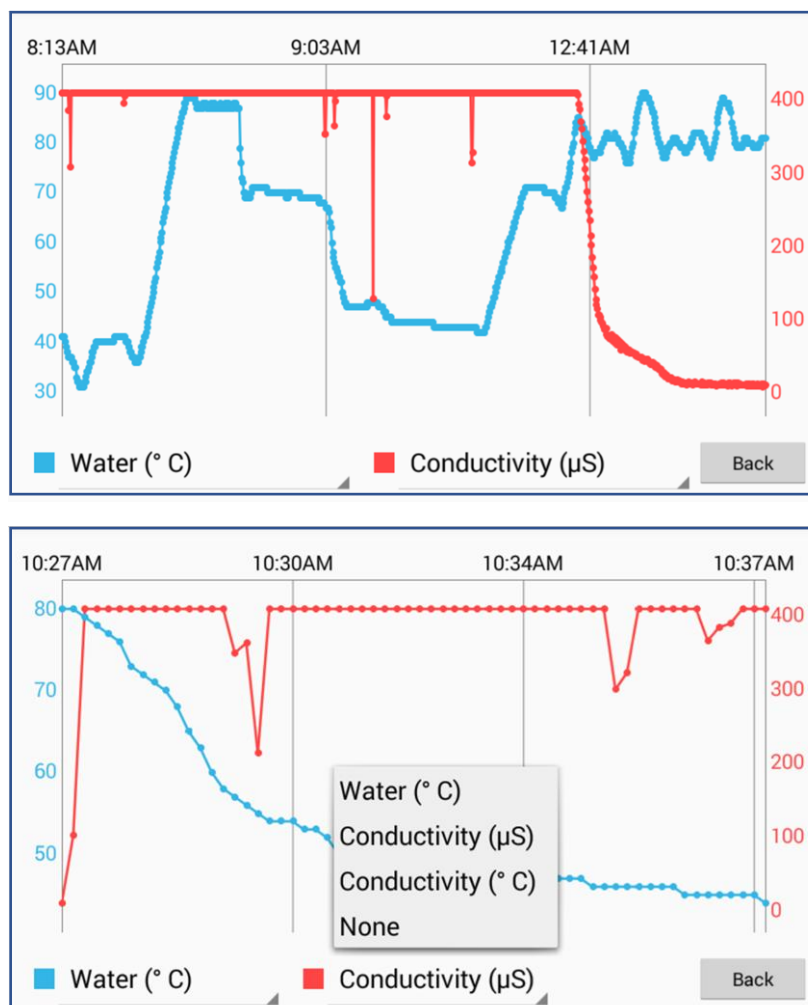 8:13AM 9:03AM 12:41AM
90
80
70
60
50
40
30
400
300
200
100
0
Water (° C) Conductivity (µS) Back
10:27AM 10:30AM 10:34AM 10:37AM
80
70
60
50
400
300
200
100
0
Water (° C)
Conductivity (µS)
Conductivity (° C)
None
Water (° C) Conductivity (µS) Back